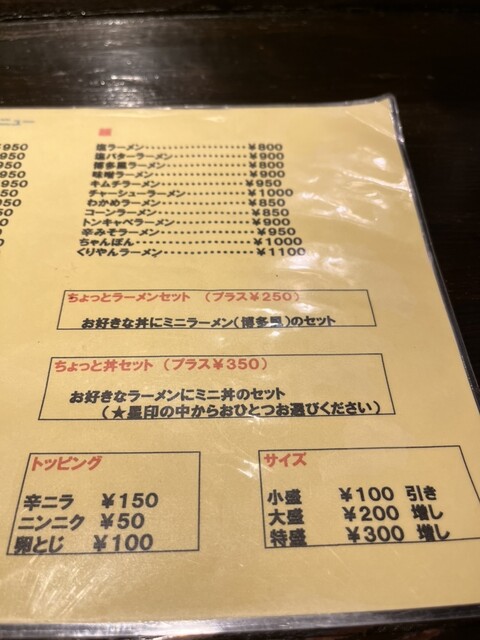 ニュー
¥950
950
950
50
麺
塩ラーメン・・・・・・・・・・・・・・・¥800
塩バターラーメン・・・・・・・・・・¥900
博多風ラーメン・・・・・・・・・・・・¥800
味噌ラーメン・・・・・・・・・・・・・・¥900
キムチラーメン・・・・・・・・・・・・¥950
チャーシューラーメン・・・・・・¥1000
わかめラーメン・・・・・・・・・・・・¥850
コーンラーメン・・・・・・・・・・・・¥850
トンキャベラーメン・・・・・・・・¥900
辛みそラーメン・・・・・・・・・・・・¥950
ちゃんぽん・・・・・・・・・・・・・・・¥1000
くりやんラーメン・・・・・・・・・・¥1100
ちょっとラーメンセット (プラス¥250)
お好きな丼にミニラーメン(博多風)のセット
ちょっと丼セット (プラス¥350)
お好きなラーメンにミニ丼のセット
(★星印の中からおひとつお選びください)
トッピング
辛ニラ ¥150
ニンニク ¥50
卵とじ ¥100
サイズ
小盛 ¥100 引き
大盛 ¥200 増し
特盛 ¥300 増し